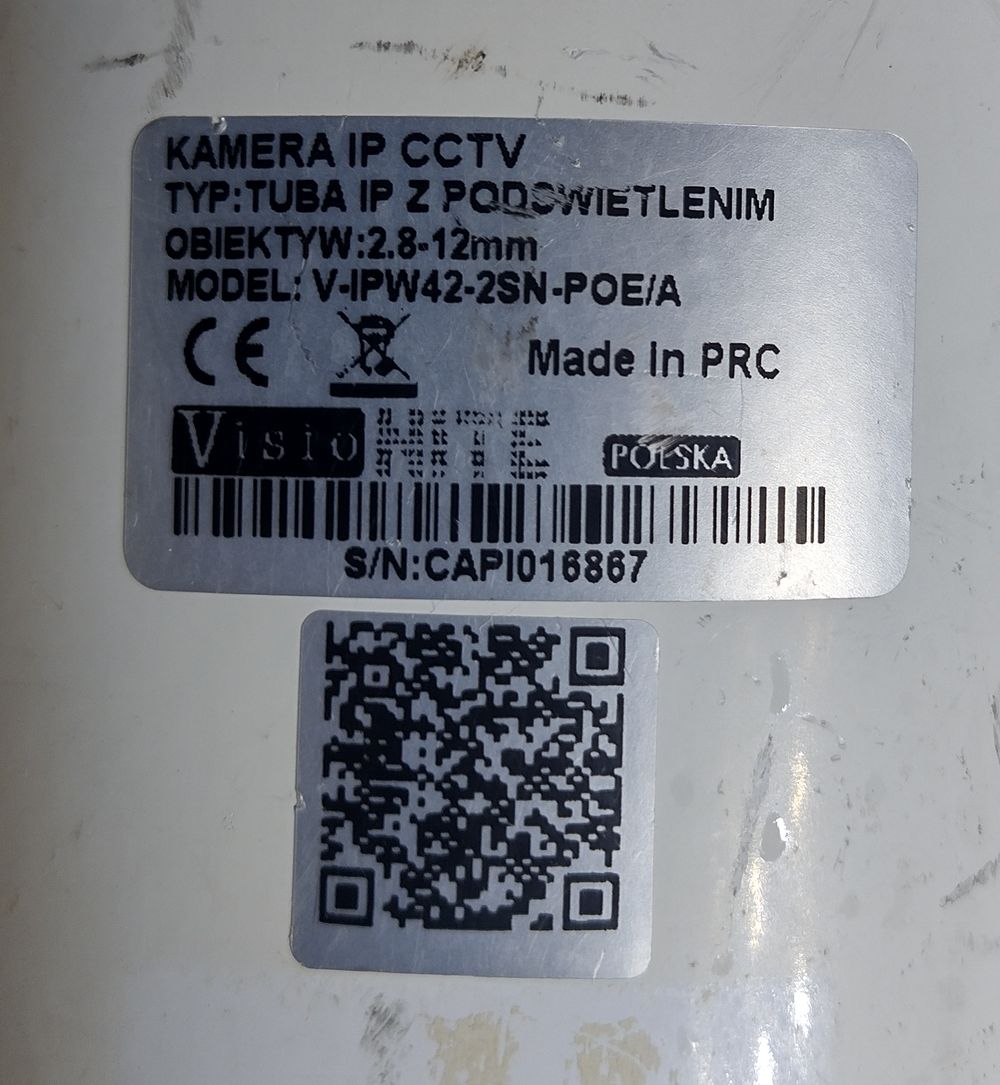 KAMERA IP CCTV
TYP:TUBA IP Z PODSWIETLENIM
OBIEKTYW:2.8-12mm
MODEL: V-IPW42-2SN-POE/A
CE
Made in PRC
Visio NITE POLSKA
S/N:CAPI016867